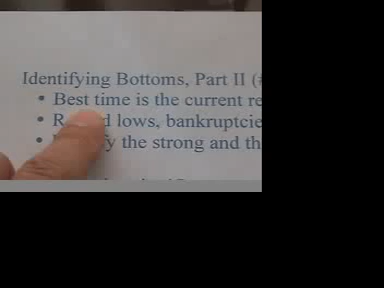 Identifying Bottoms, Part II (
• Best time is the current re
• lows, bankruptcie
• the strong and th